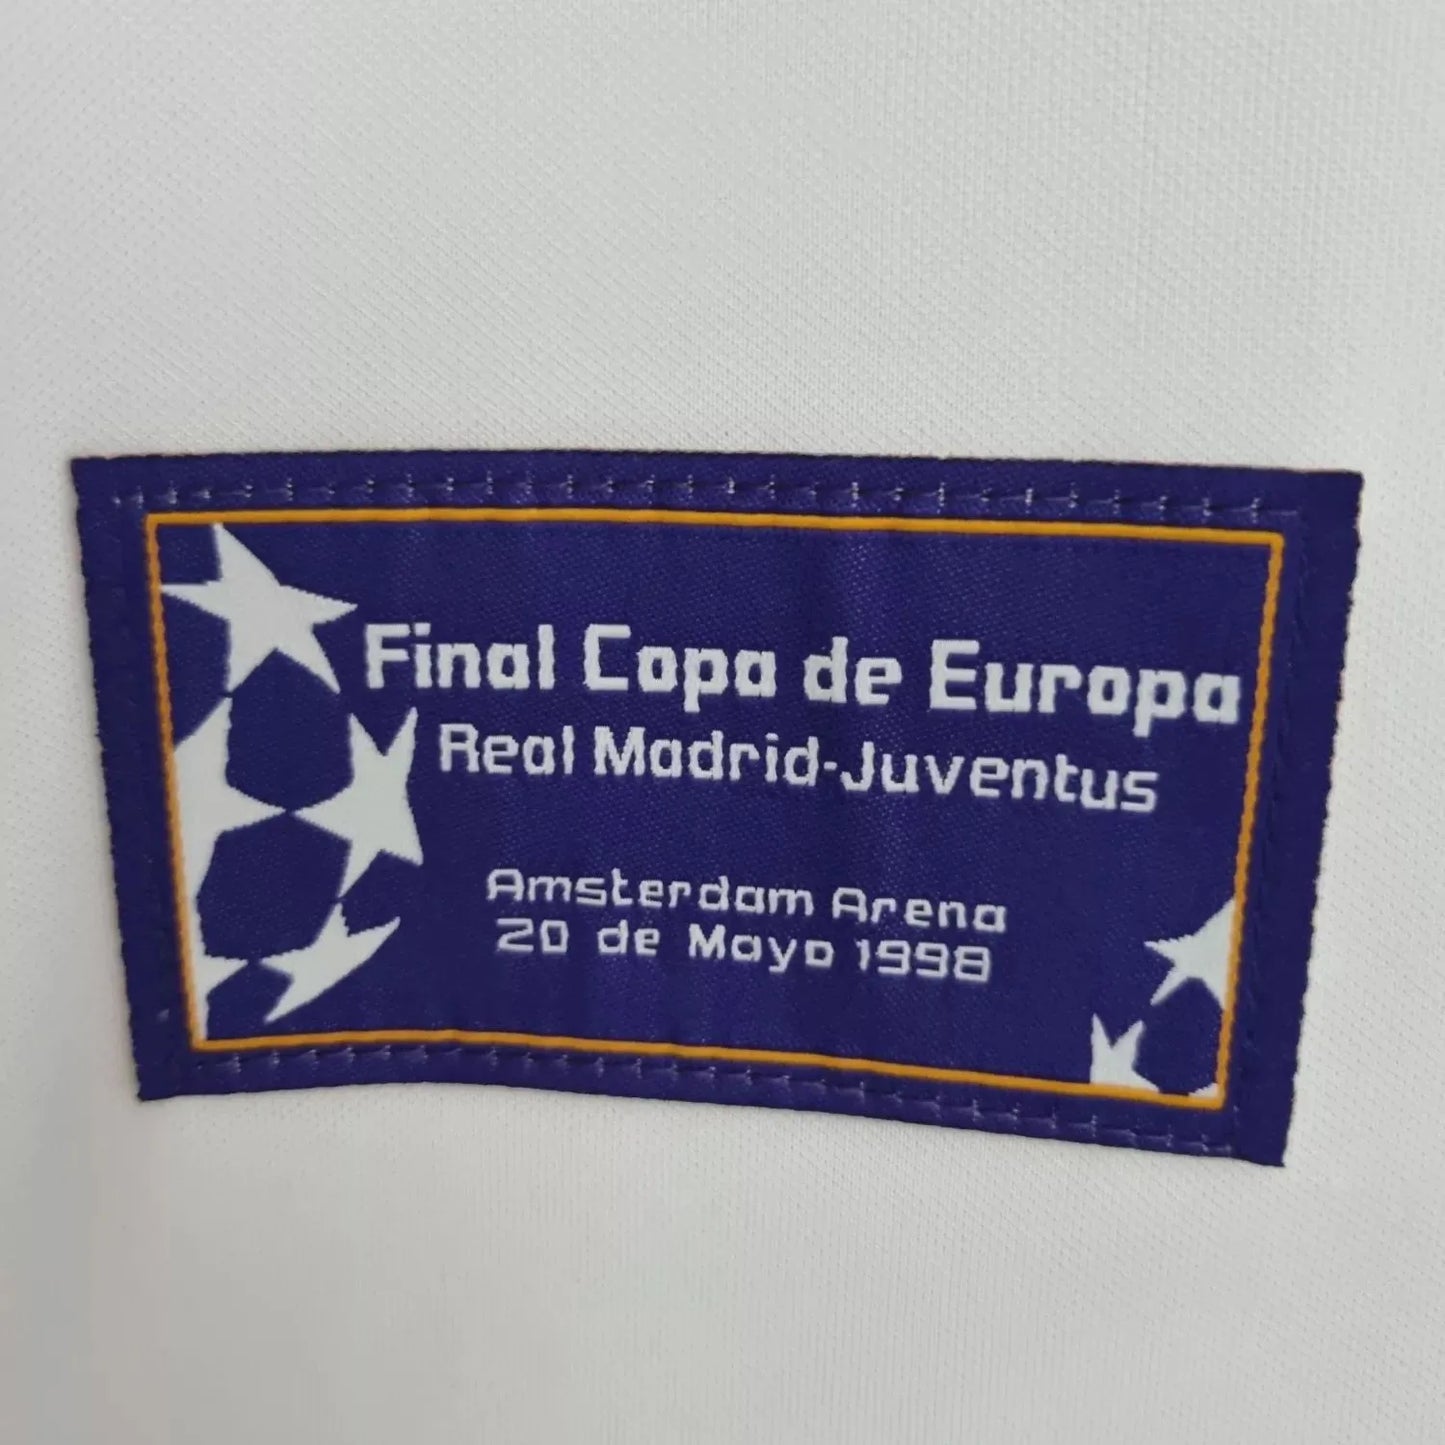 Final Copa de Europa
Real Madrid-Juventus
Amsterdam Arena
20 de Mayo 1998